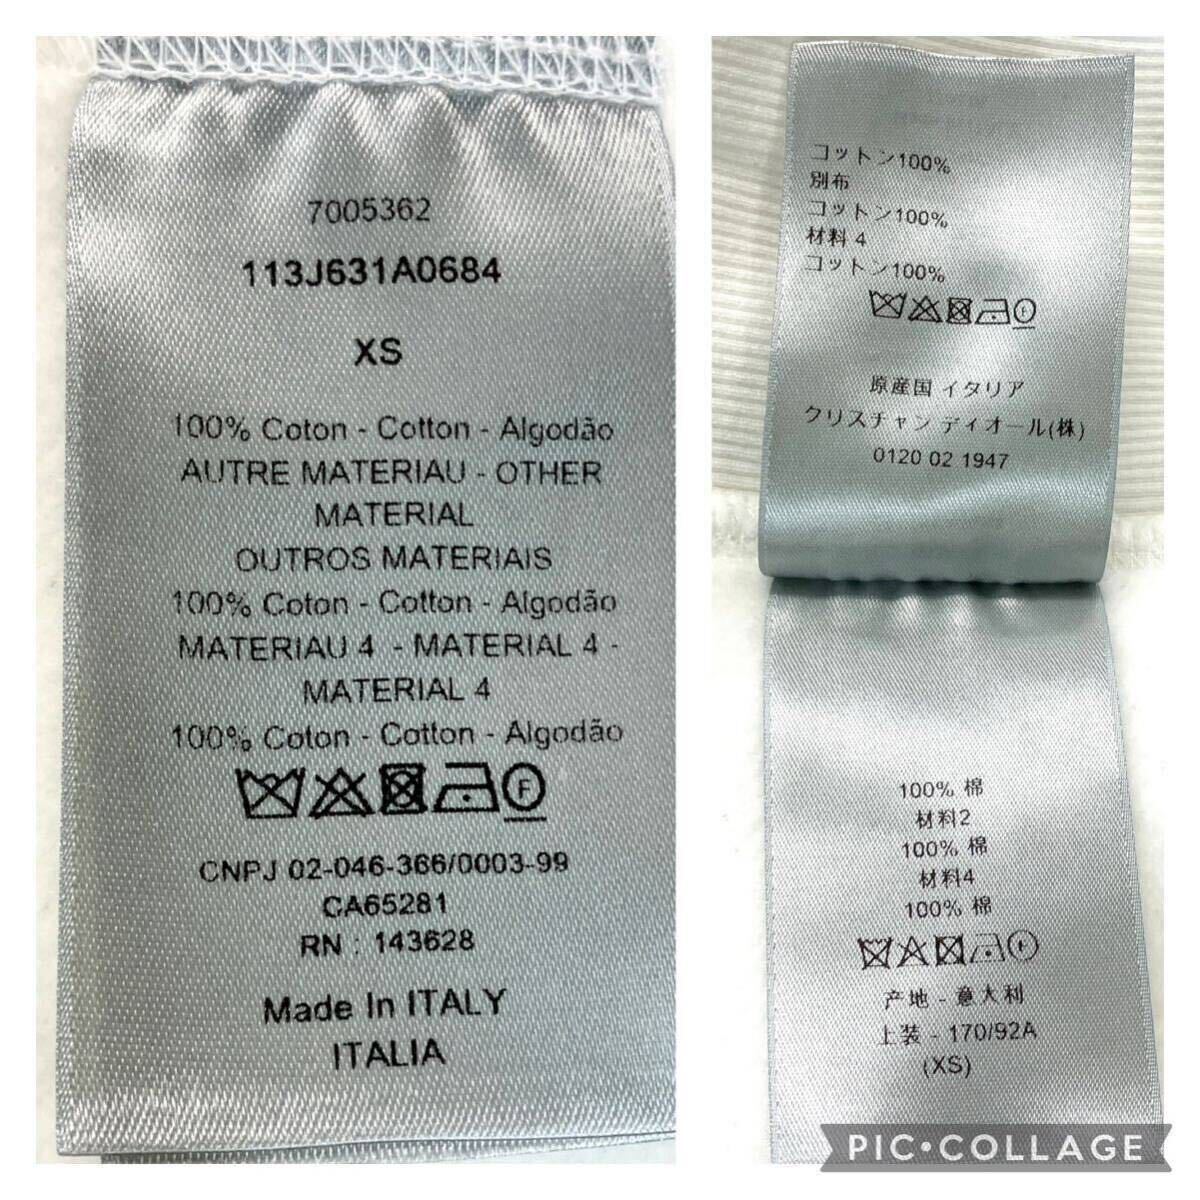 7005362
113J631A0684
XS
100% Coton - Cotton - Algodão
AUTRE MATERIAU - OTHER
MATERIAL
OUTROS MATERIAIS
100% Coton - Cotton - Algodão
MATERIAU 4 - MATERIAL 4 -
MATERIAL 4
100% Coton - Cotton - Algodão
F
CNPJ 02-046-366/0003-99
CA65281
RN : 143628
Made In ITALY
ITALIA
コットン100%
別布
コットン100%
材料 4
コットン100%
原産国 イタリア
クリスチャン ディオール(株)
0120 02 1947
100% 棉
材料2
100% 棉
材料4
100% 棉
产地 - 意大利
上装 - 170/92A
(XS)
PIC•COLLAGE